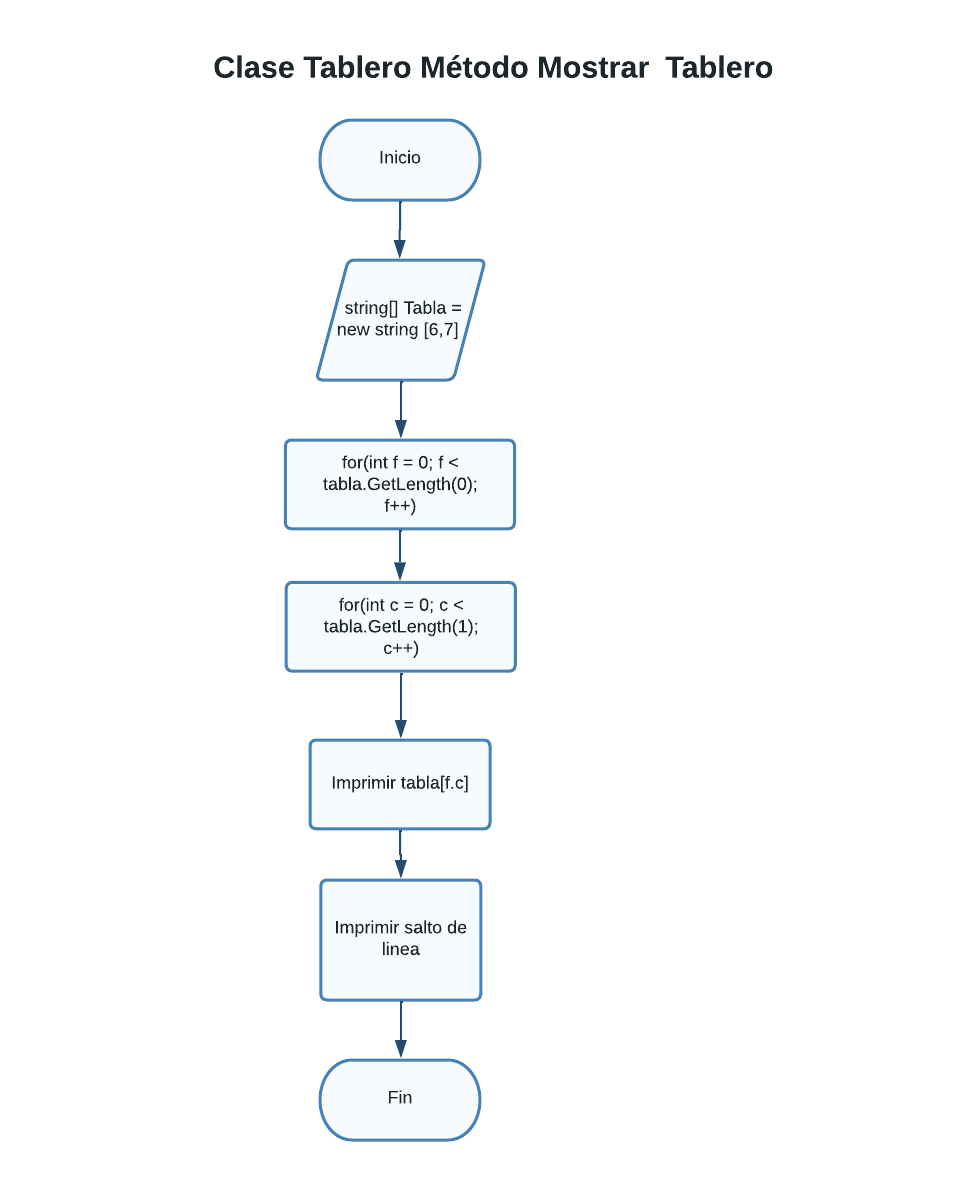 Clase Tablero Método Mostrar  Tablero
Inicio
string[] Tabla =
new string [6,7]
for(int f = 0; f <
tabla.GetLength(0);
f++)
for(int c = 0; c <
tabla.GetLength(1);
c++)
Imprimir tabla[f.c]
Imprimir salto de
linea
Fin